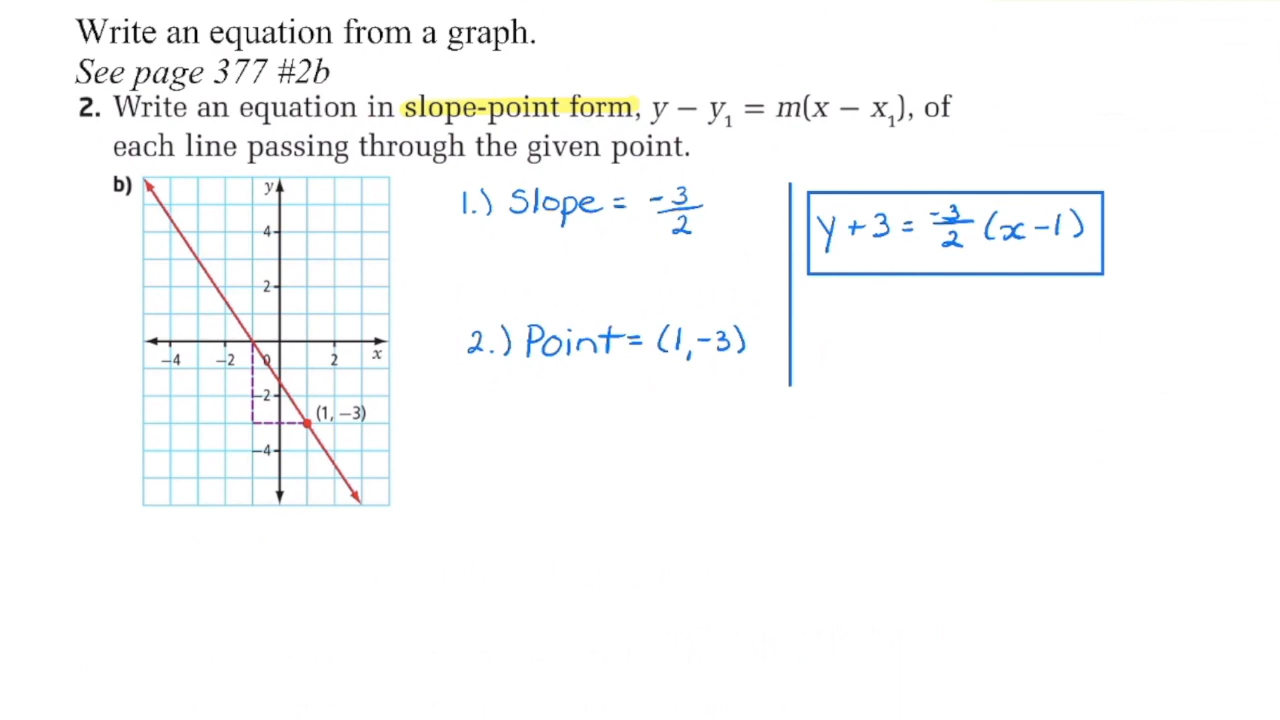 Write an equation from a graph.
See page 377 #2b
2. Write an equation in slope-point form, y − y₁ = m(x − x₁), of
each line passing through the given point.
b)
y
4
2
−4 −2 0 2 x
−2
(1, −3)
−4
1.) Slope = -3/2
2.) Point = (1,-3)
y + 3 = -3/2 (x - 1)